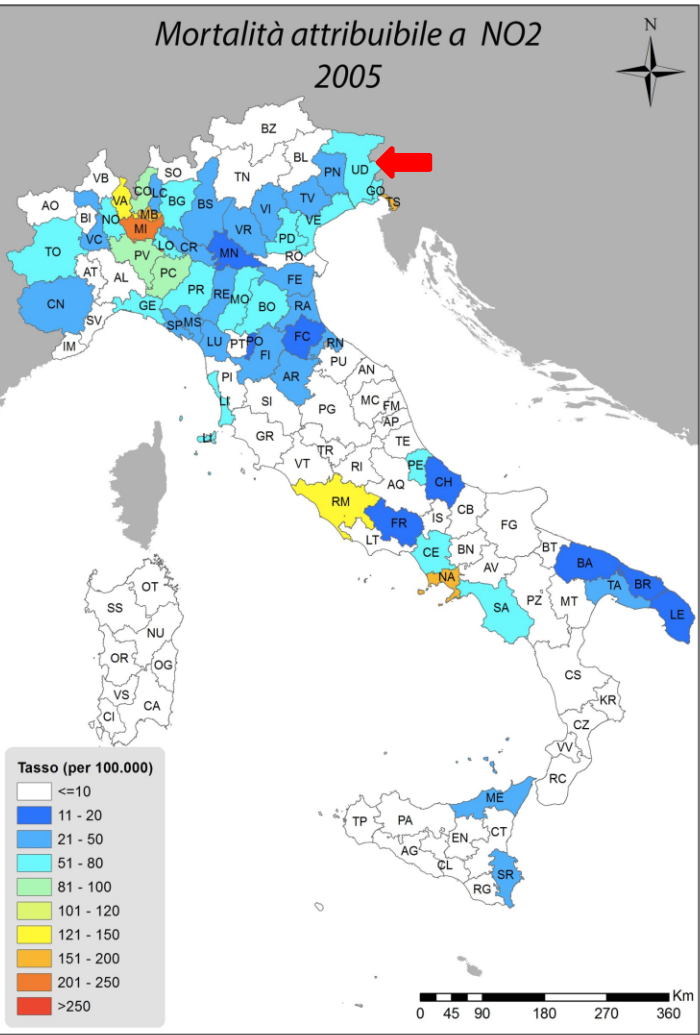 Mortalità attribuibile a NO2
2005
N
BZ
BL
SO
TN
UD
PN
VB
CO
LC
BG
BS
TV
GO
TS
AO
VA
BI
NO
MB
VI
VE
MI
VR
VC
PD
TO
LO
CR
MN
RO
PV
AT
AL
PC
FE
CN
PR
RE
MO
BO
RA
GE
SV
SP
MS
IM
LU
PT
PO
FC
RN
FI
PU
AR
AN
PI
LI
SI
MC
FM
PG
AP
GR
LI
TE
TR
VT
RI
PE
AQ
CH
RM
CB
IS
FG
FR
LT
BT
CE
BN
BA
AV
NA
TA
BR
OT
PZ
MT
SS
SA
LE
NU
OR
OG
CS
VS
KR
CI
CA
CZ
VV
RC
ME
TP
PA
CT
EN
AG
CL
SR
RG
Tasso (per 100.000)
<=10
11 - 20
21 - 50
51 - 80
81 - 100
101 - 120
121 - 150
151 - 200
201 - 250
>250
Km
0 45 90 180 270 360